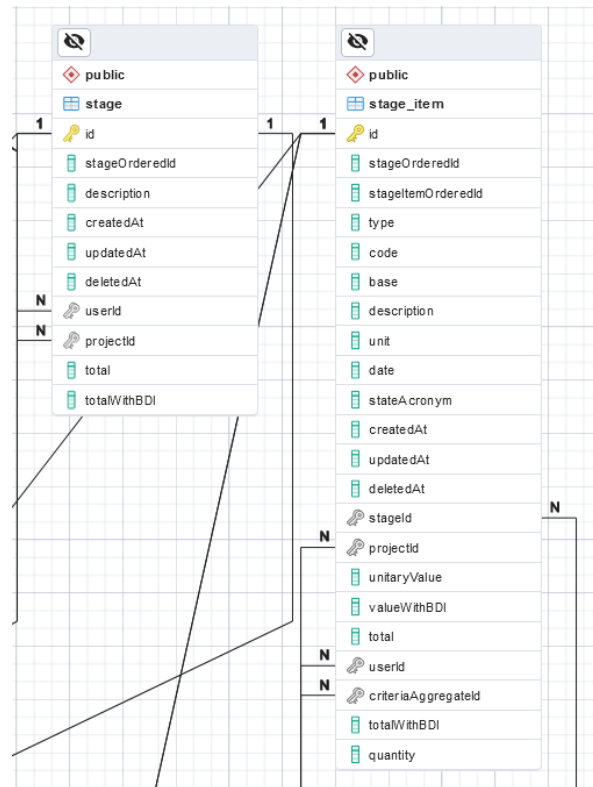 public
stage
1
id
1
stageOrderedId
description
createdAt
updatedAt
deletedAt
N
userId
N
projectId
total
totalWithBDI
public
stage_item
1
id
stageOrderedId
stageItemOrderedId
type
code
base
description
unit
date
stateAcronym
createdAt
updatedAt
deletedAt
stageId
N
N
projectId
unitaryValue
valueWithBDI
total
N
userId
N
criteriaAggregateId
totalWithBDI
quantity